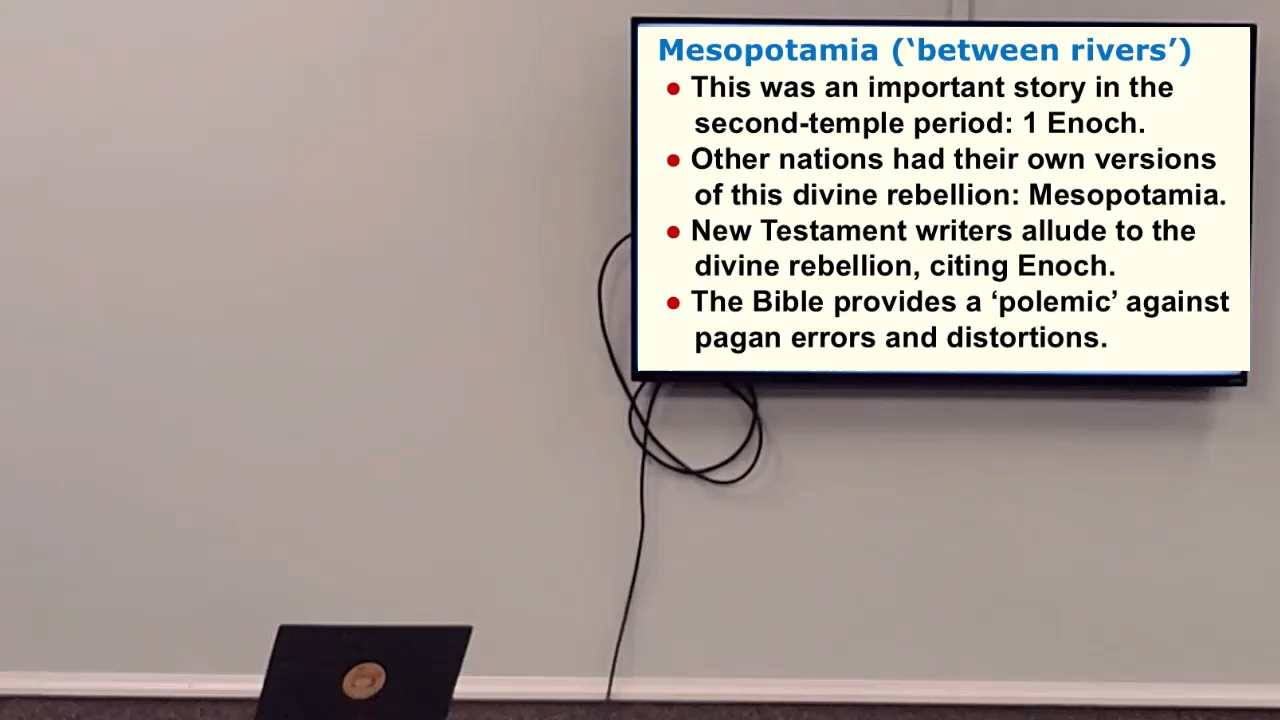 Mesopotamia (‘between rivers’)
● This was an important story in the
second-temple period: 1 Enoch.
● Other nations had their own versions
of this divine rebellion: Mesopotamia.
● New Testament writers allude to the
divine rebellion, citing Enoch.
● The Bible provides a ‘polemic’ against
pagan errors and distortions.